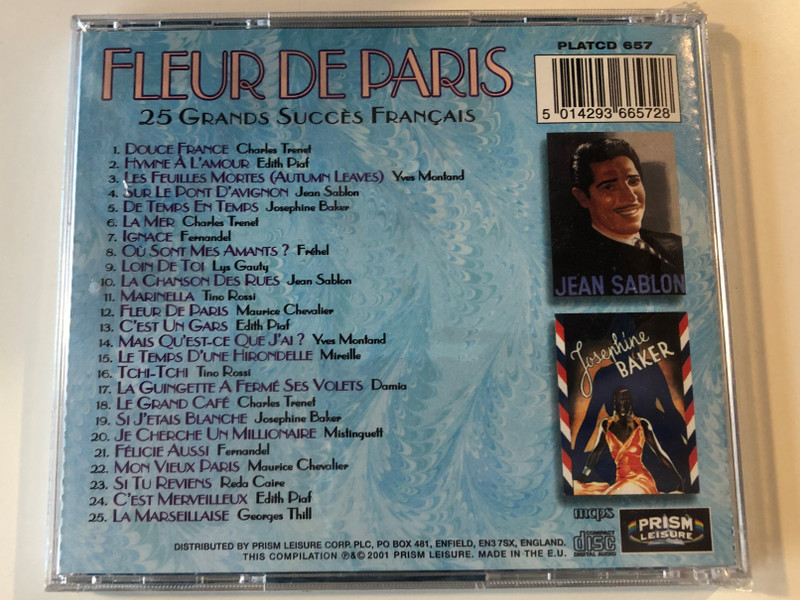 FLEUR DE PARIS
25 GRANDS SUCCÈS FRANÇAIS
PLATCD 657
5 014293 665728
1. DOUCE FRANCE Charles Trenet
2. HYMNE À L'AMOUR Edith Piaf
3. LES FEUILLES MORTES (AUTUMN LEAVES) Yves Montand
4. SUR LE PONT D'AVIGNON Jean Sablon
5. DE TEMPS EN TEMPS Josephine Baker
6. LA MER Charles Trenet
7. IGNACE Fernandel
8. OÙ SONT MES AMANTS ? Fréhel
9. LOIN DE TOI Lys Gauty
10. LA CHANSON DES RUES Jean Sablon
11. MARINELLA Tino Rossi
12. FLEUR DE PARIS Maurice Chevalier
13. C'EST UN GARS Edith Piaf
14. MAIS QU'EST-CE QUE J'AI ? Yves Montand
15. LE TEMPS D'UNE HIRONDELLE Mireille
16. TCHI-TCHI Tino Rossi
17. LA GUINGETTE A FERMÉ SES VOLETS Damia
18. LE GRAND CAFÉ Charles Trenet
19. SI J'ETAIS BLANCHE Josephine Baker
20. JE CHERCHE UN MILLIONAIRE Mistinguett
21. FÉLICIE AUSSI Fernandel
22. MON VIEUX PARIS Maurice Chevalier
23. SI TU REVIENS Reda Caire
24. C'EST MERVEILLEUX Edith Piaf
25. LA MARSEILLAISE Georges Thill
JEAN SABLON
Josephine
BAKER
mcps
COMPACT
disc
DIGITAL AUDIO
PRISM
LEISURE
DISTRIBUTED BY PRISM LEISURE CORP. PLC, PO BOX 481, ENFIELD, EN3 7SX, ENGLAND.
THIS COMPILATION ℗&© 2001 PRISM LEISURE. MADE IN THE E.U.